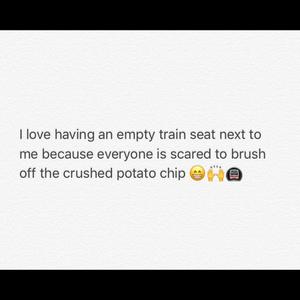 I love having an empty train seat next to
me because everyone is scared to brush
off the crushed potato chip 😁🙌🚇